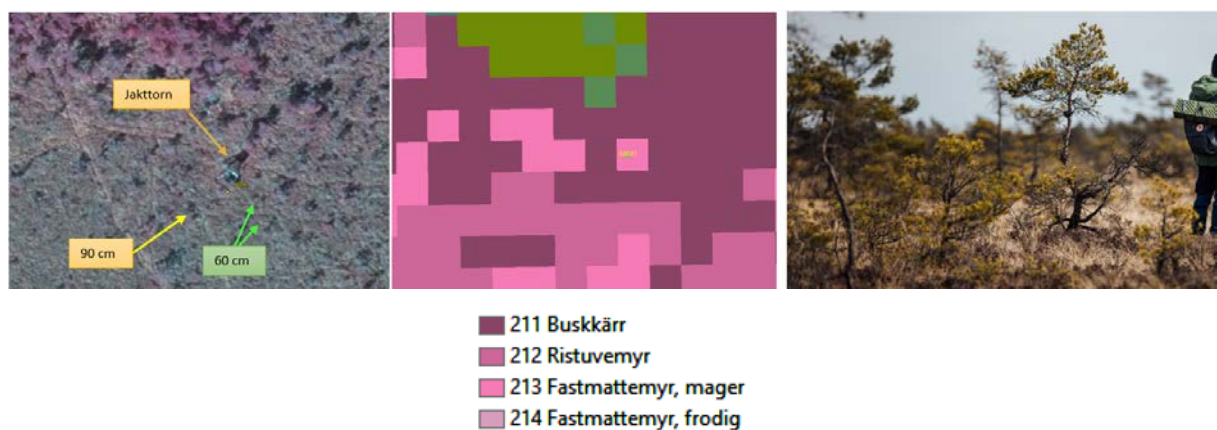 Jakttorn
90 cm
60 cm
211 Buskkärr
212 Ristuvemyr
213 Fastmattemyr, mager
214 Fastmattemyr, frodig